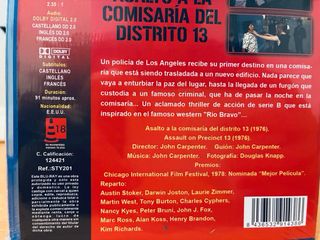 2.35 : 1
Audio:
DOLBY DIGITAL 2.0
CASTELLANO DD 2.0
INGLÉS DD 2.0
FRANCÉS DD 2.0
DOLBY
DIGITAL
Subtítulos:
CASTELLANO
INGLÉS
FRANCÉS
Duración:
91 minutos aprox.
Nacionalidad:
E.E.U.U.
18
C. Calificación:
124421
Ref.:STY201
ASALTO A LA
COMISARÍA DEL
DISTRITO 13
Un policía de Los Angeles recibe su primer destino en una comisa-
ría que está siendo trasladada a un nuevo edificio. Nada parece que
vaya a enturbiar la paz del lugar, hasta la llegada de un furgón que
custodia a un famoso criminal, que ha de pasar la noche en la
comisaría... Un aclamado thriller de acción de serie B que está
inspirado en el famoso western "Río Bravo"...
Asalto a la comisaría del distrito 13 (1976).
Assault on Precinct 13 (1976).
Director: John Carpenter. Guión: John Carpenter.
Música: John Carpenter. Fotografía: Douglas Knapp.
Premios:
Chicago International Film Festival, 1978: Nominada "Mejor Película".
Reparto:
Austin Stoker, Darwin Joston, Laurie Zimmer,
Martin West, Tony Burton, Charles Cyphers,
Nancy Kyes, Peter Bruni, John J. Fox,
Marc Ross, Alan Koss, Henry Brandon,
Kim Richards.